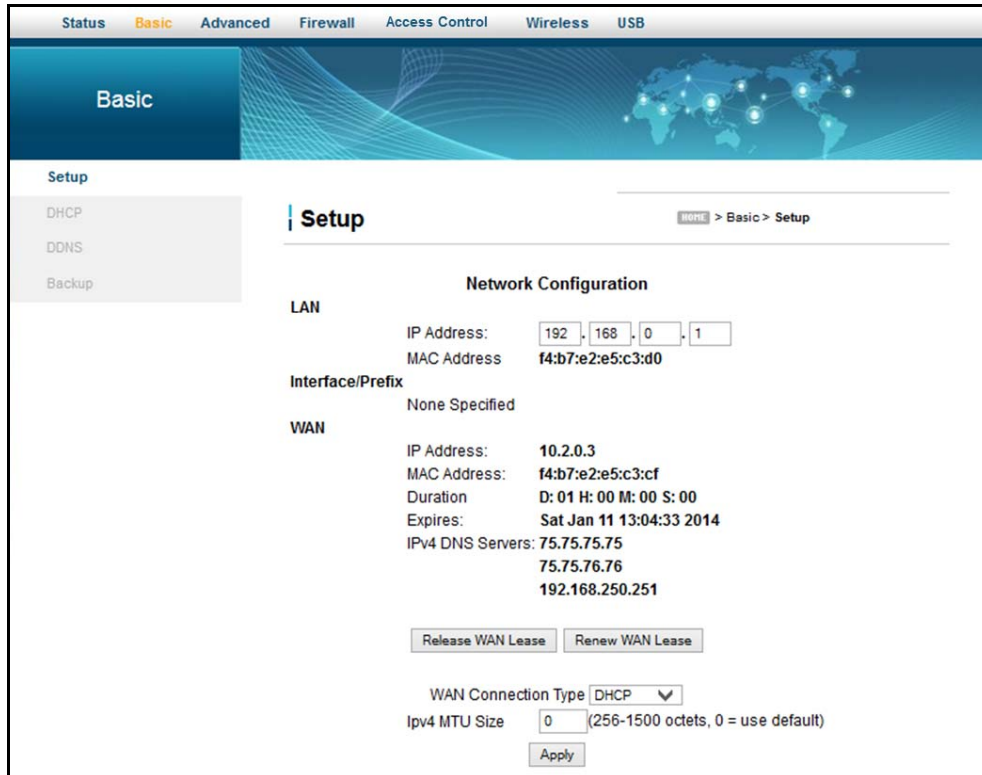 Status Basic Advanced Firewall Access Control Wireless USB
Basic
Setup
DHCP
DDNS
Backup
Setup
HOME > Basic > Setup
Network Configuration
LAN
IP Address: 192 . 168 . 0 . 1
MAC Address f4:b7:e2:e5:c3:d0
Interface/Prefix
None Specified
WAN
IP Address: 10.2.0.3
MAC Address: f4:b7:e2:e5:c3:cf
Duration D: 01 H: 00 M: 00 S: 00
Expires: Sat Jan 11 13:04:33 2014
IPv4 DNS Servers: 75.75.75.75
75.75.76.76
192.168.250.251
Release WAN Lease Renew WAN Lease
WAN Connection Type DHCP
Ipv4 MTU Size 0 (256-1500 octets, 0 = use default)
Apply